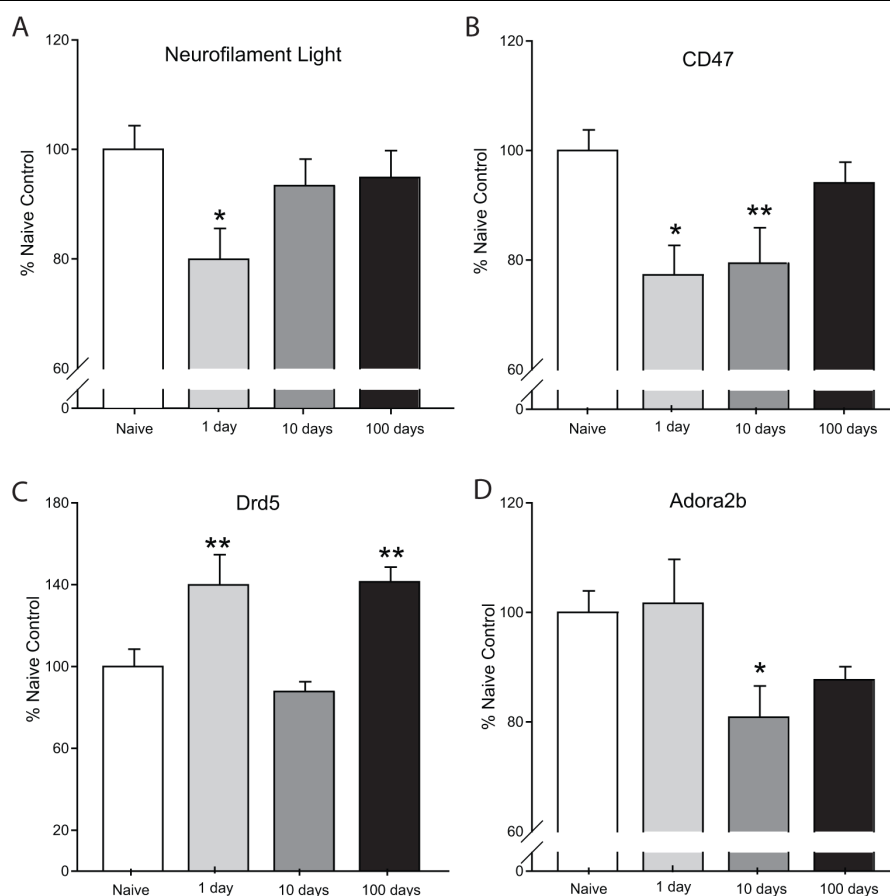 A
Neurofilament Light
% Naive Control
120
100
80
60
0
*
Naive 1 day 10 days 100 days
B
CD47
% Naive Control
120
100
80
60
0
* **
Naive 1 day 10 days 100 days
C
Drd5
% Naive Control
180
140
100
60
20
0
** **
Naive 1 day 10 days 100 days
D
Adora2b
% Naive Control
120
100
80
60
0
*
Naive 1 day 10 days 100 days